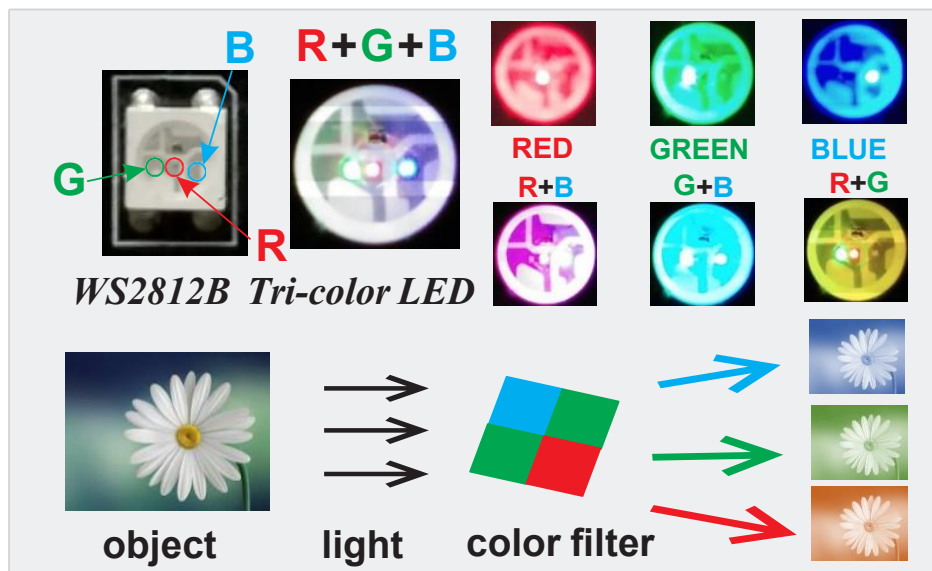 B
R+G+B
G
R
WS2812B Tri-color LED
RED
GREEN
BLUE
R+B
G+B
R+G
object
light
color filter